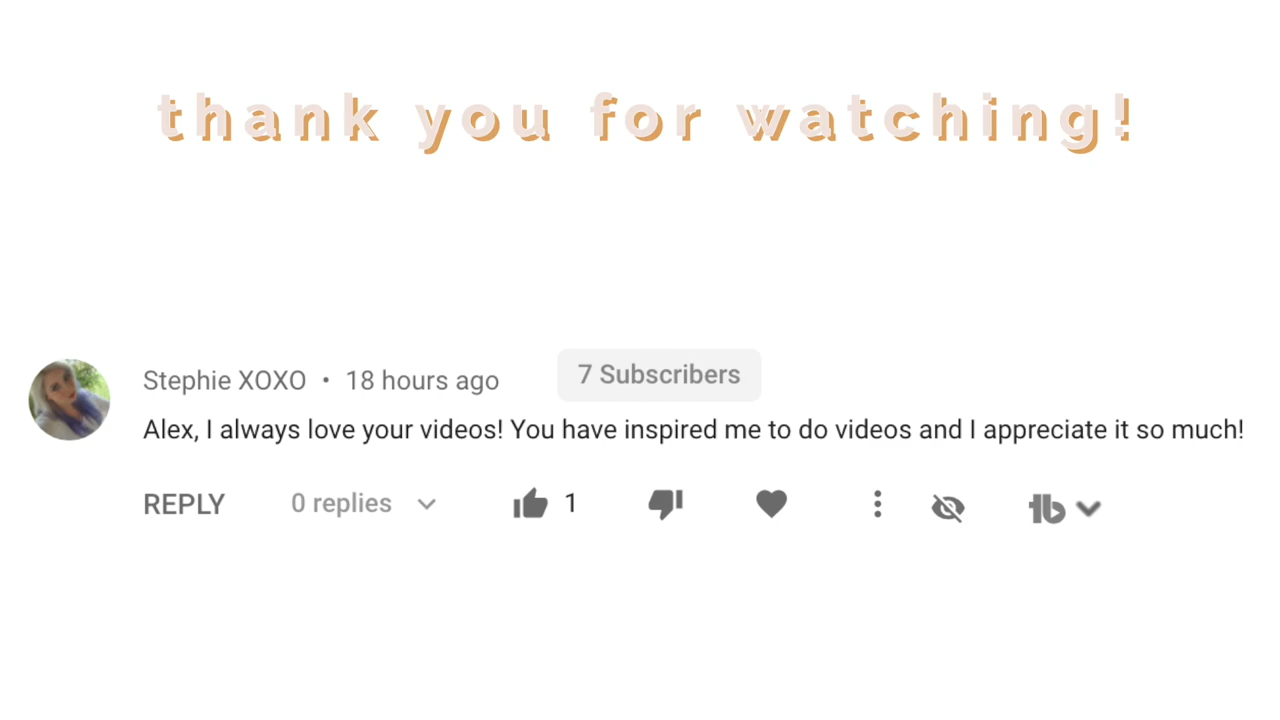 thank you for watching!
Stephie XOXO • 18 hours ago 7 Subscribers
Alex, I always love your videos! You have inspired me to do videos and I appreciate it so much!
REPLY 0 replies 1 tb